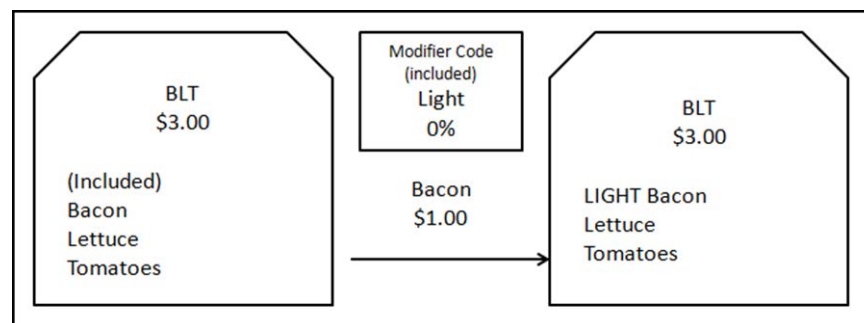 BLT
$3.00
(Included)
Bacon
Lettuce
Tomatoes
Modifier Code
(included)
Light
0%
Bacon
$1.00
BLT
$3.00
LIGHT Bacon
Lettuce
Tomatoes